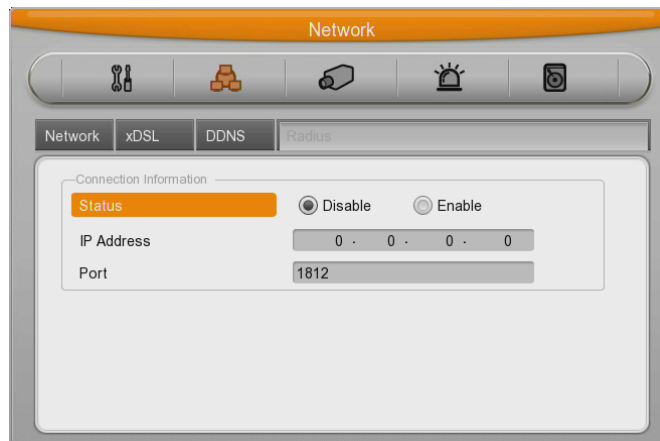 Network
Network xDSL DDNS Radius
Connection Information
Status Disable Enable
IP Address 0 . 0 . 0 . 0
Port 1812